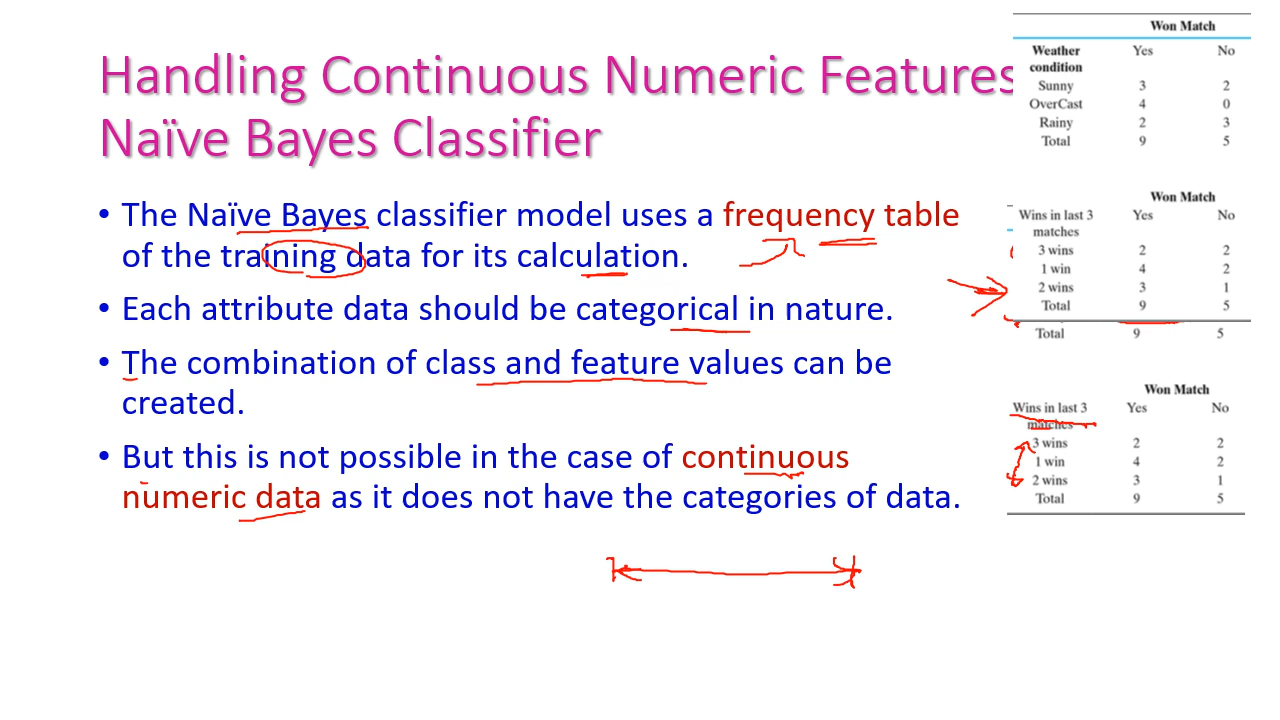 Handling Continuous Numeric Features
Naïve Bayes Classifier
• The Naïve Bayes classifier model uses a frequency table
of the training data for its calculation.
• Each attribute data should be categorical in nature.
• The combination of class and feature values can be
created.
• But this is not possible in the case of continuous
numeric data as it does not have the categories of data.
Won Match
Weather Yes No
condition
Sunny 3 2
OverCast 4 0
Rainy 2 3
Total 9 5
Won Match
Wins in last 3 Yes No
matches
3 wins 2 2
1 win 4 2
2 wins 3 1
Total 9 5
Total 9 5
Won Match
Wins in last 3 Yes No
matches
3 wins 2 2
1 win 4 2
2 wins 3 1
Total 9 5